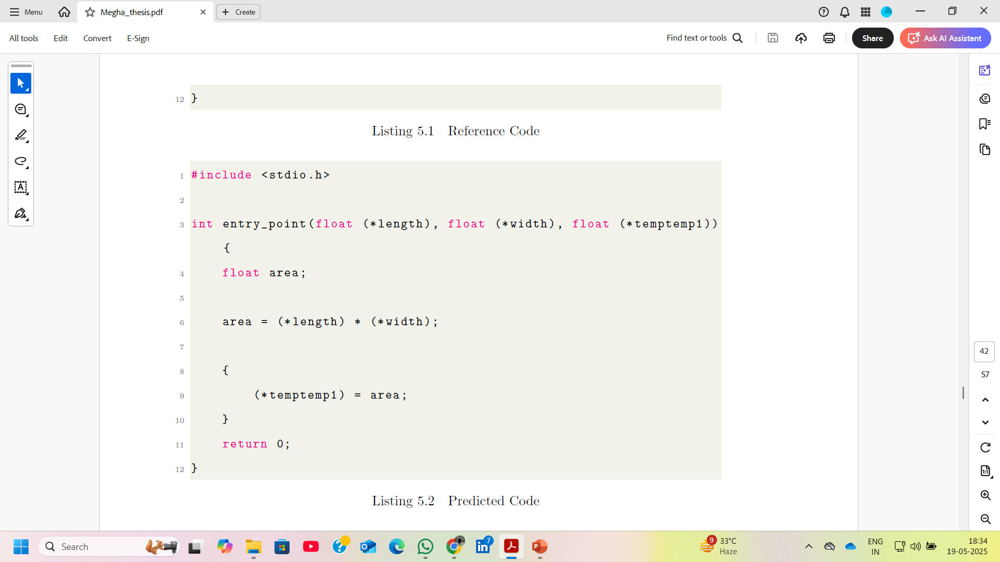 Menu
Megha_thesis.pdf
Create
All tools
Edit
Convert
E-Sign
Find text or tools
Share
Ask AI Assistant
12 }
Listing 5.1 Reference Code
1 #include <stdio.h>
2
3 int entry_point(float (*length), float (*width), float (*temptemp1))
{
4 float area;
5
6 area = (*length) * (*width);
7
8 {
9 (*temptemp1) = area;
10 }
11 return 0;
12 }
Listing 5.2 Predicted Code
42
57
1:1
Search
7
9
33°C
Haze
ENG
IN
18:34
19-05-2025